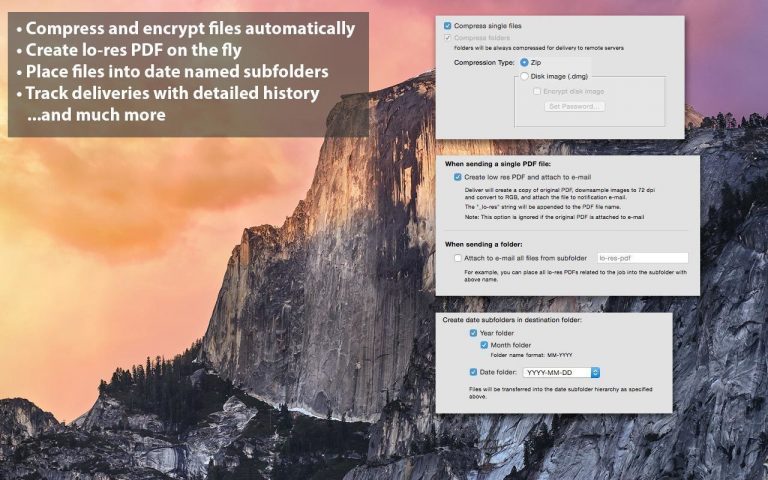 • Compress and encrypt files automatically
• Create lo-res PDF on the fly
• Place files into date named subfolders
• Track deliveries with detailed history
...and much more
Compress single files
Compress folders
Folders will be always compressed for delivery to remote servers
Compression Type: Zip
Disk image (.dmg)
Encrypt disk image
Set Password...
When sending a single PDF file:
Create low res PDF and attach to e-mail
Deliver will create a copy of original PDF, downsample images to 72 dpi
and convert to RGB, and attach the file to notification e-mail.
The "_lo-res" string will be appended to the PDF file name.
Note: This option is ignored if the original PDF is attached to e-mail
When sending a folder:
Attach to e-mail all files from subfolder lo-res-pdf
For example, you can place all lo-res PDFs related to the job into the subfolder with
above name.
Create date subfolders in destination folder:
Year folder
Month folder
Folder name format: MM-YYYY
Date folder: YYYY-MM-DD
Files will be transferred into the date subfolder hierarchy as specified
above.